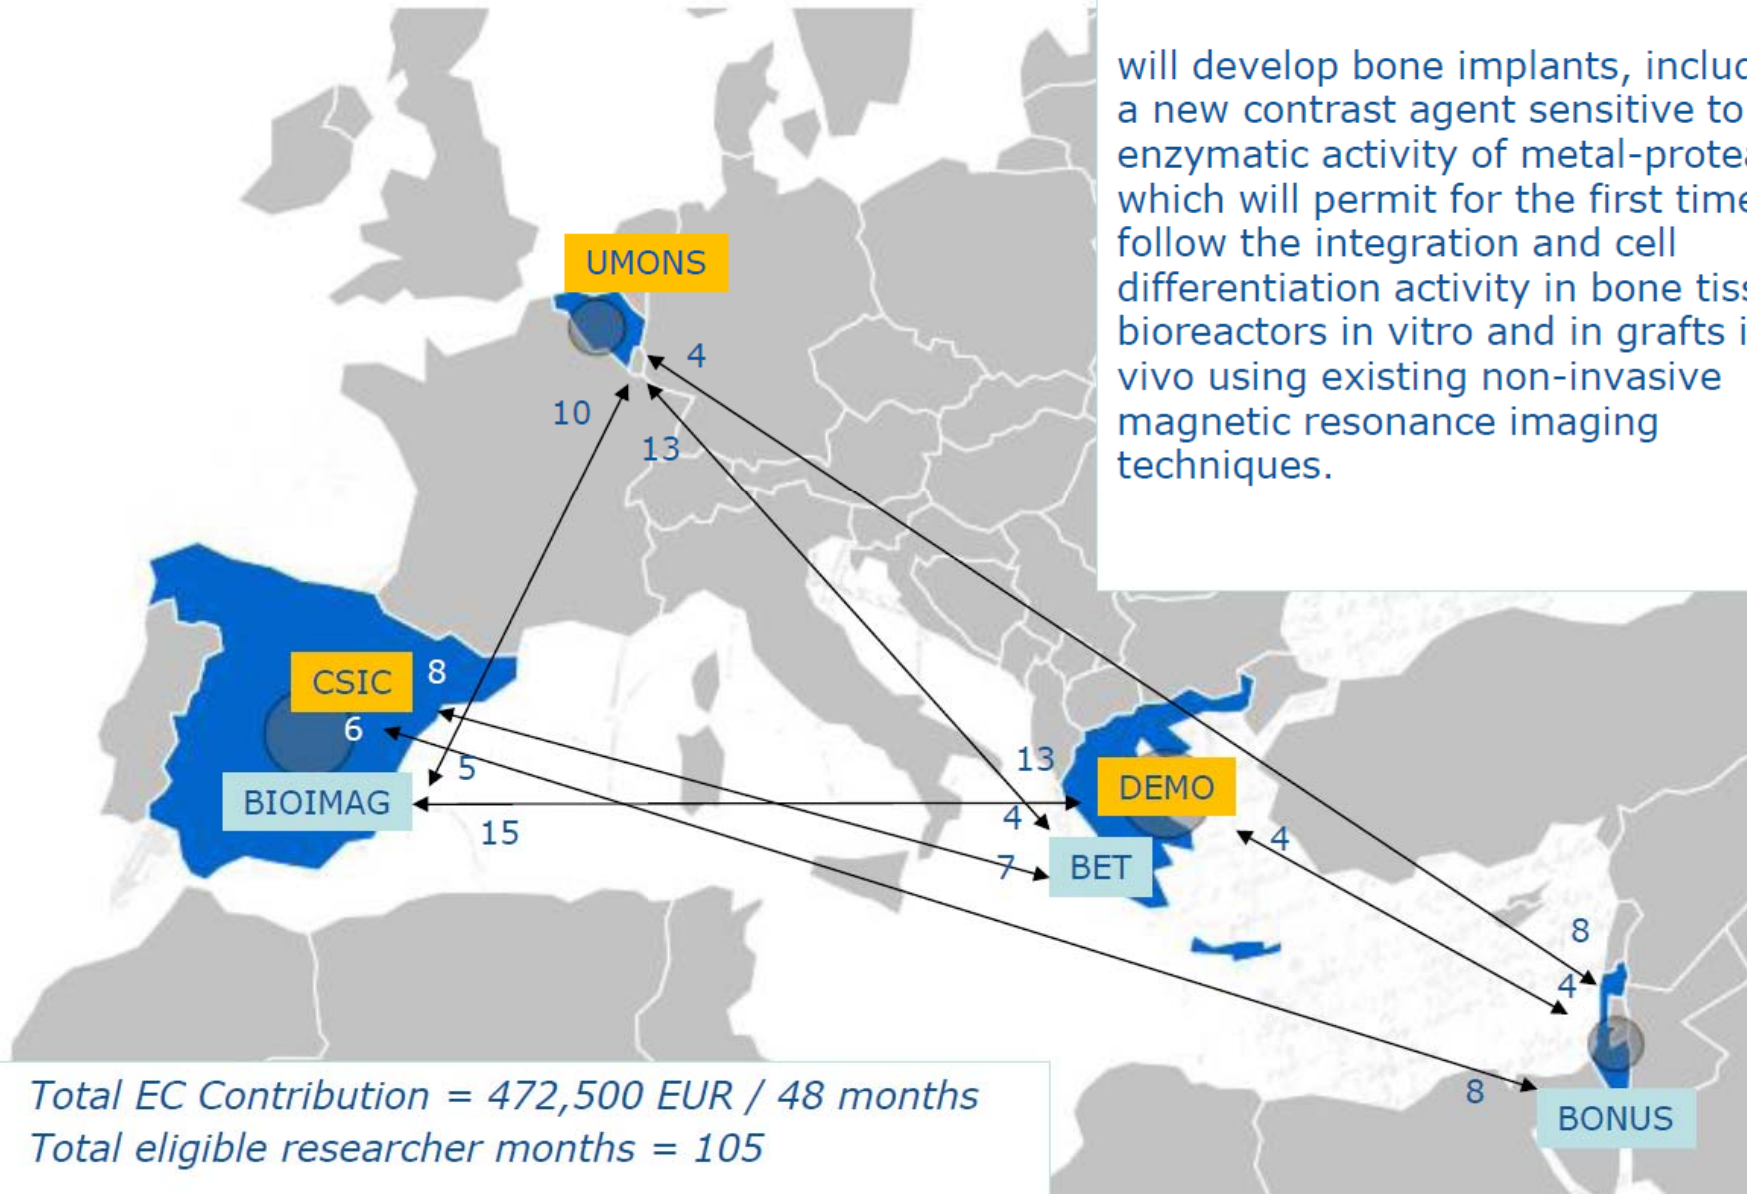 will develop bone implants, includ
a new contrast agent sensitive to
enzymatic activity of metal-prote
which will permit for the first time
follow the integration and cell
differentiation activity in bone tiss
bioreactors in vitro and in grafts i
vivo using existing non-invasive
magnetic resonance imaging
techniques.
UMONS
4
10
13
CSIC
8
6
5
BIOIMAG
15
13
DEMO
4
4
7
BET
8
4
8
BONUS
Total EC Contribution = 472,500 EUR / 48 months
Total eligible researcher months = 105